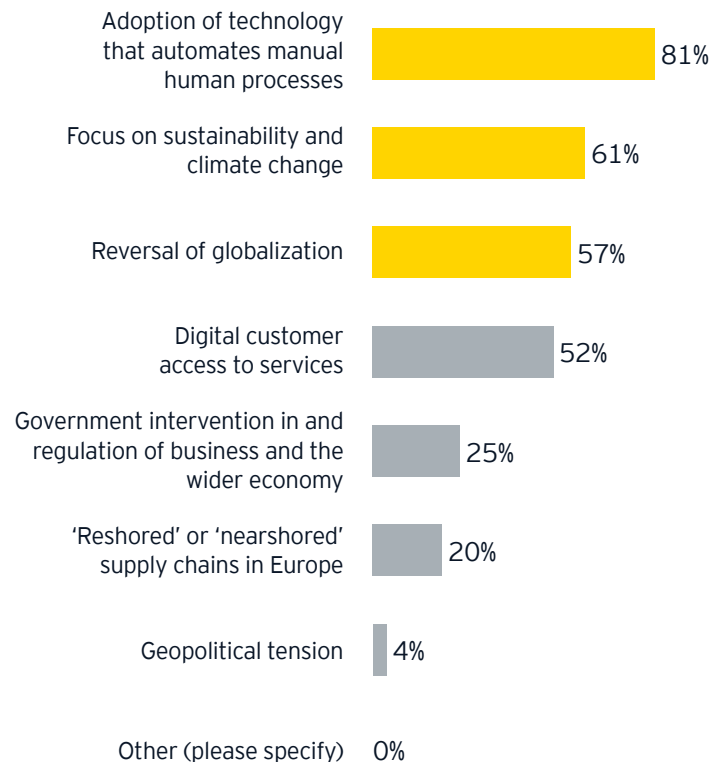 Adoption of technology
that automates manual
human processes
81%
Focus on sustainability and
climate change
61%
Reversal of globalization
57%
Digital customer
access to services
52%
Government intervention in and
regulation of business and the
wider economy
25%
‘Reshored’ or ‘nearshored’
supply chains in Europe
20%
Geopolitical tension
4%
Other (please specify)
0%